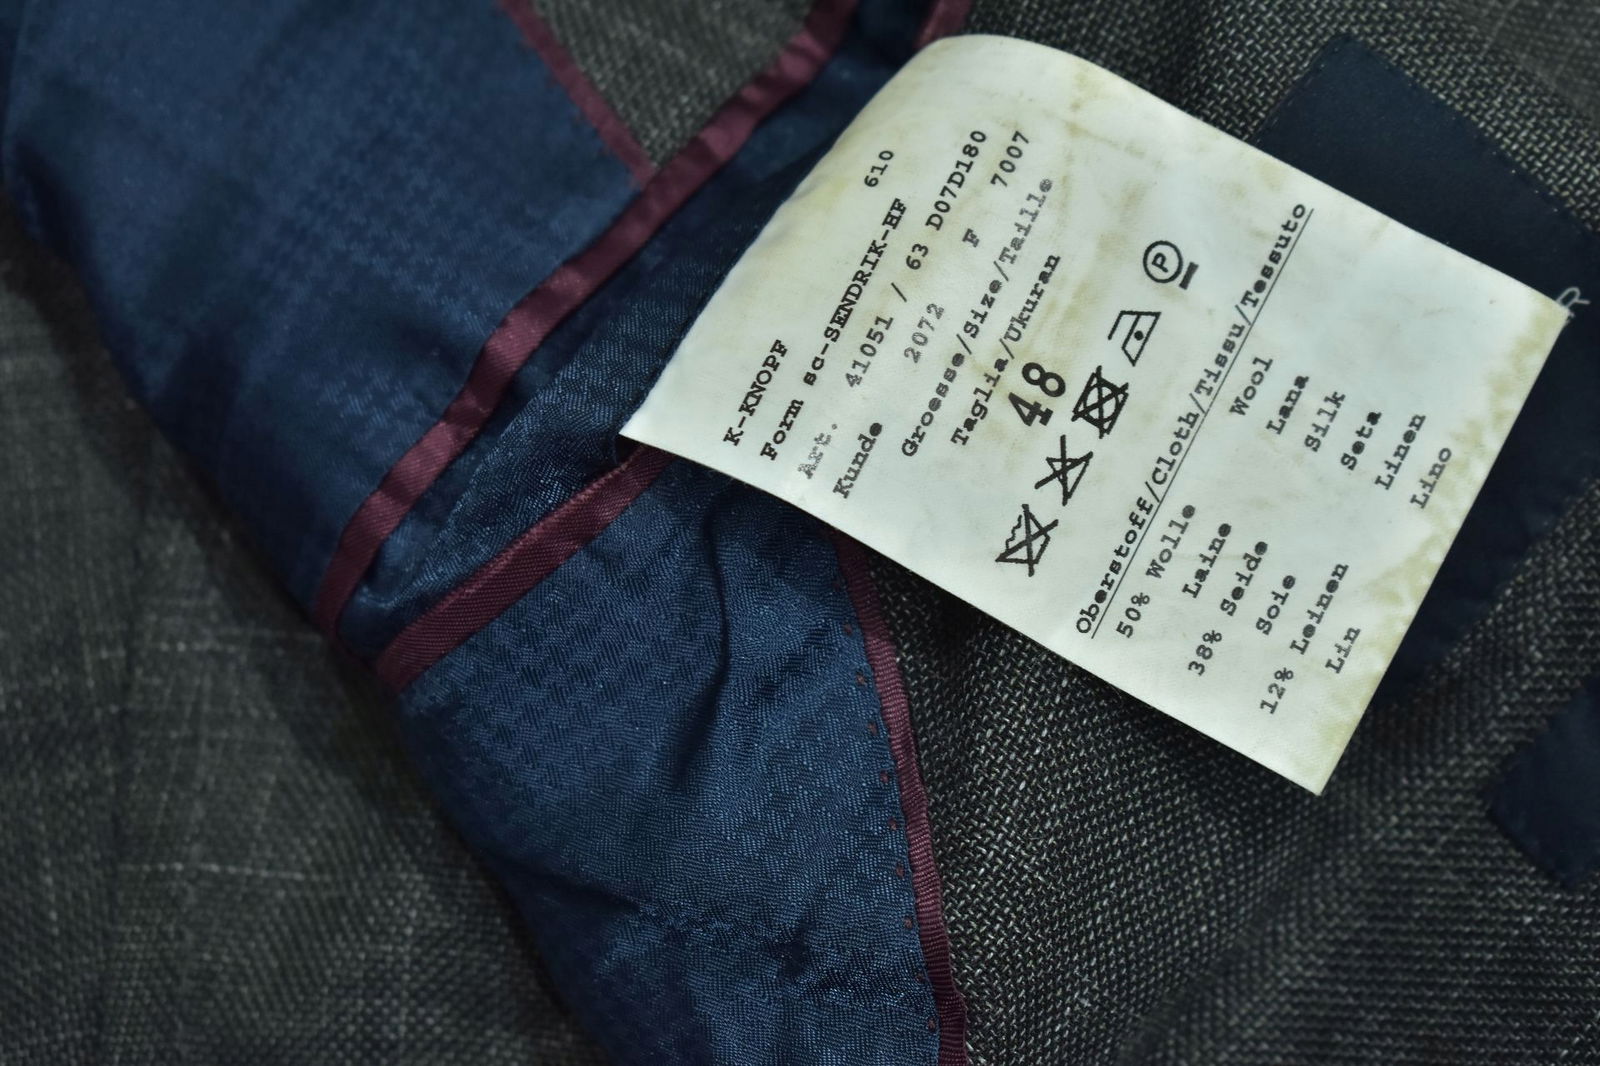 K-KNOPF 610
Form sc-SENDRIK-HF
Art. 41051 / 63 D07D180
Kunde 2072 F 7007
Groesse/Size/Taille
Taglia/Ukuran
48
P
Oberstoff/Cloth/Tissu/Tessuto
50% Wolle Wool
Laine Lana
38% Seide Silk
Soie Seta
12% Leinen Linen
Lin Lino
R